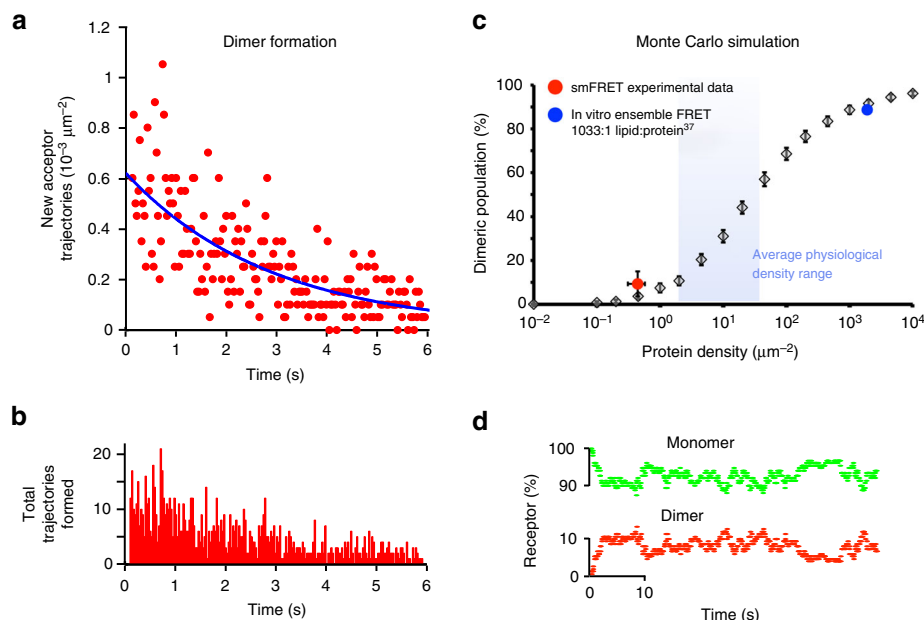 a
Dimer formation
New acceptor
trajectories (10⁻³ μm⁻²)
1.2
1
0.8
0.6
0.4
0.2
0
0 1 2 3 4 5 6
Time (s)
b
Total
trajectories
formed
20
10
0
0 1 2 3 4 5 6
Time (s)
c
Monte Carlo simulation
Dimeric population (%)
100
80
60
40
20
0
smFRET experimental data
In vitro ensemble FRET
1033:1 lipid:protein³⁷
Average physiological
density range
10⁻² 10⁻¹ 10⁰ 10¹ 10² 10³ 10⁴
Protein density (μm⁻²)
d
Receptor (%)
Monomer
100
90
Dimer
10
0
0 10
Time (s)